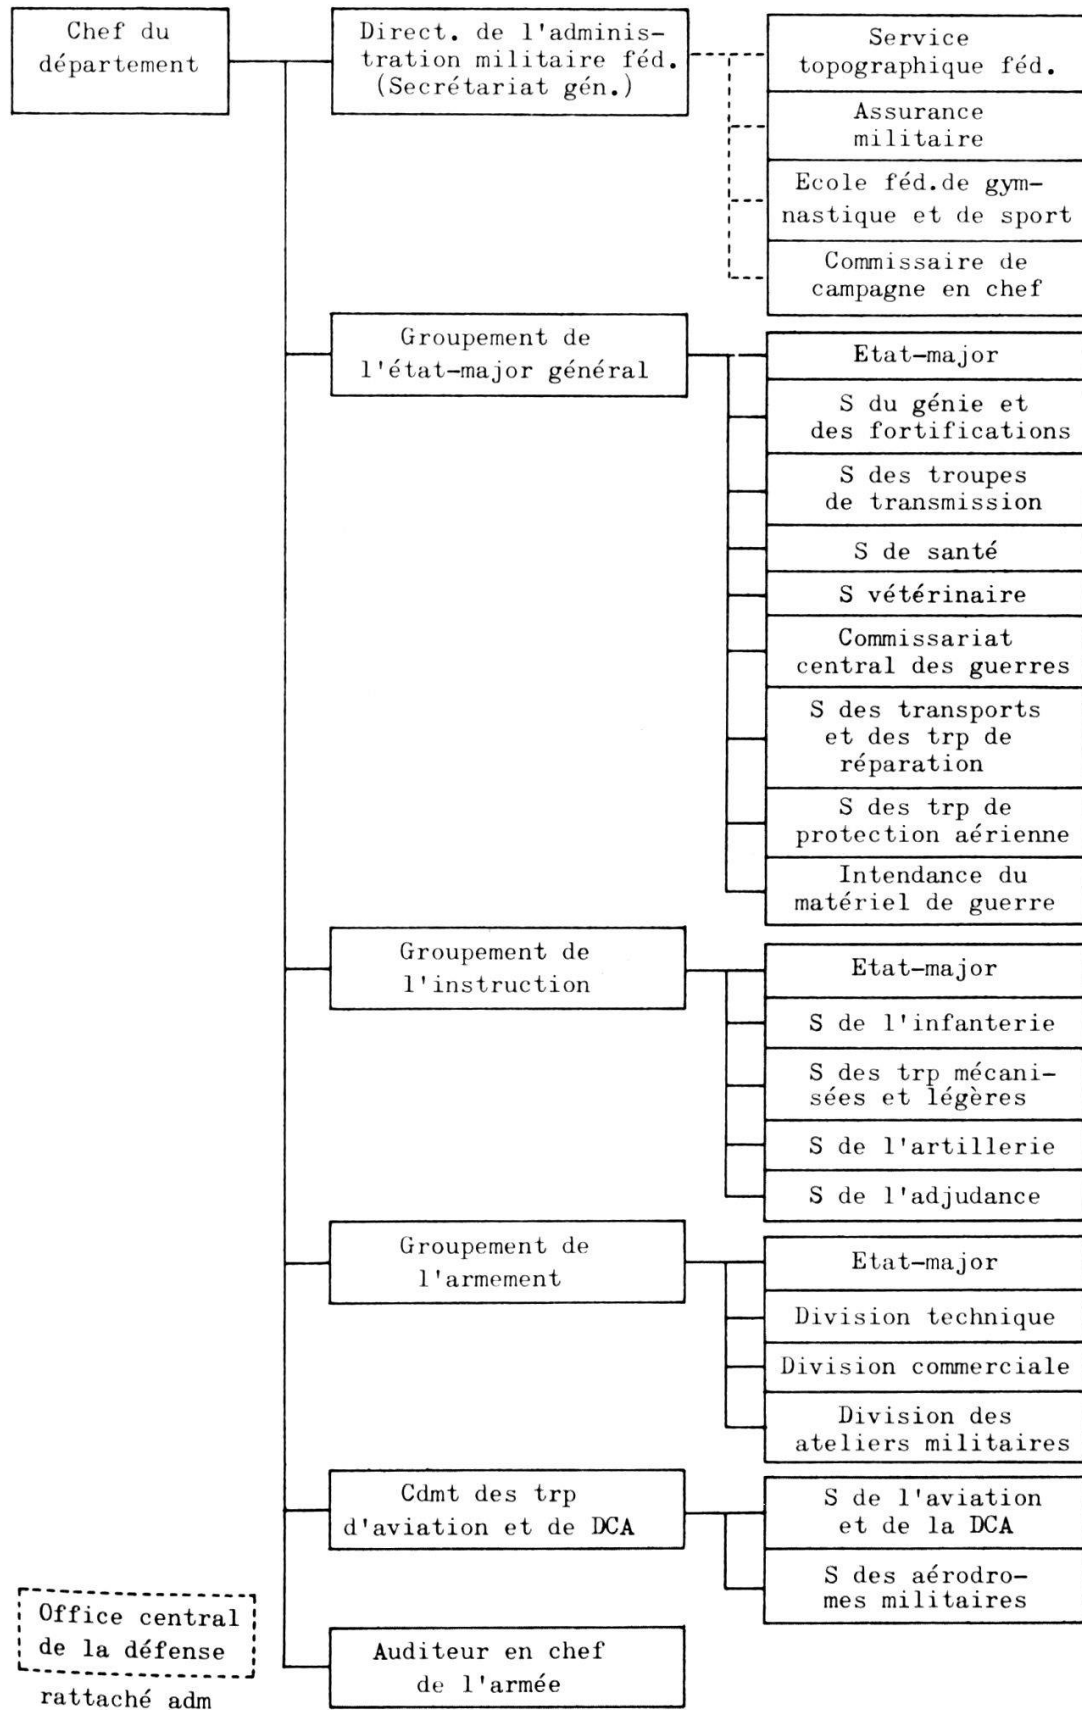 Chef du
département
Direct. de l'adminis-
tration militaire féd.
(Secrétariat gén.)
Service
topographique féd.
Assurance
militaire
Ecole féd.de gym-
nastique et de sport
Commissaire de
campagne en chef
Groupement de
l'état-major général
Etat-major
S du génie et
des fortifications
S des troupes
de transmission
S de santé
S vétérinaire
Commissariat
central des guerres
S des transports
et des trp de
réparation
S des trp de
protection aérienne
Intendance du
matériel de guerre
Groupement de
l'instruction
Etat-major
S de l'infanterie
S des trp mécani-
sées et légères
S de l'artillerie
S de l'adjudance
Groupement de
l'armement
Etat-major
Division technique
Division commerciale
Division des
ateliers militaires
Cdmt des trp
d'aviation et de DCA
S de l'aviation
et de la DCA
S des aérodro-
mes militaires
Office central
de la défense
rattaché adm
Auditeur en chef
de l'armée